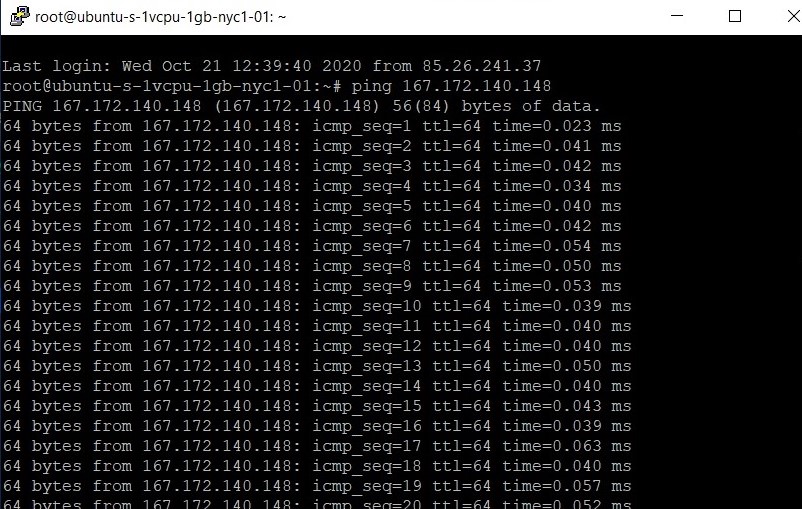 root@ubuntu-s-1vcpu-1gb-nyc1-01: ~
Last login: Wed Oct 21 12:39:40 2020 from 85.26.241.37
root@ubuntu-s-1vcpu-1gb-nyc1-01:~# ping 167.172.140.148
PING 167.172.140.148 (167.172.140.148) 56(84) bytes of data.
64 bytes from 167.172.140.148: icmp_seq=1 ttl=64 time=0.023 ms
64 bytes from 167.172.140.148: icmp_seq=2 ttl=64 time=0.041 ms
64 bytes from 167.172.140.148: icmp_seq=3 ttl=64 time=0.042 ms
64 bytes from 167.172.140.148: icmp_seq=4 ttl=64 time=0.034 ms
64 bytes from 167.172.140.148: icmp_seq=5 ttl=64 time=0.040 ms
64 bytes from 167.172.140.148: icmp_seq=6 ttl=64 time=0.042 ms
64 bytes from 167.172.140.148: icmp_seq=7 ttl=64 time=0.054 ms
64 bytes from 167.172.140.148: icmp_seq=8 ttl=64 time=0.050 ms
64 bytes from 167.172.140.148: icmp_seq=9 ttl=64 time=0.053 ms
64 bytes from 167.172.140.148: icmp_seq=10 ttl=64 time=0.039 ms
64 bytes from 167.172.140.148: icmp_seq=11 ttl=64 time=0.040 ms
64 bytes from 167.172.140.148: icmp_seq=12 ttl=64 time=0.040 ms
64 bytes from 167.172.140.148: icmp_seq=13 ttl=64 time=0.050 ms
64 bytes from 167.172.140.148: icmp_seq=14 ttl=64 time=0.040 ms
64 bytes from 167.172.140.148: icmp_seq=15 ttl=64 time=0.043 ms
64 bytes from 167.172.140.148: icmp_seq=16 ttl=64 time=0.039 ms
64 bytes from 167.172.140.148: icmp_seq=17 ttl=64 time=0.063 ms
64 bytes from 167.172.140.148: icmp_seq=18 ttl=64 time=0.040 ms
64 bytes from 167.172.140.148: icmp_seq=19 ttl=64 time=0.057 ms
64 bytes from 167.172.140.148: icmp_seq=20 ttl=64 time=0.052 ms